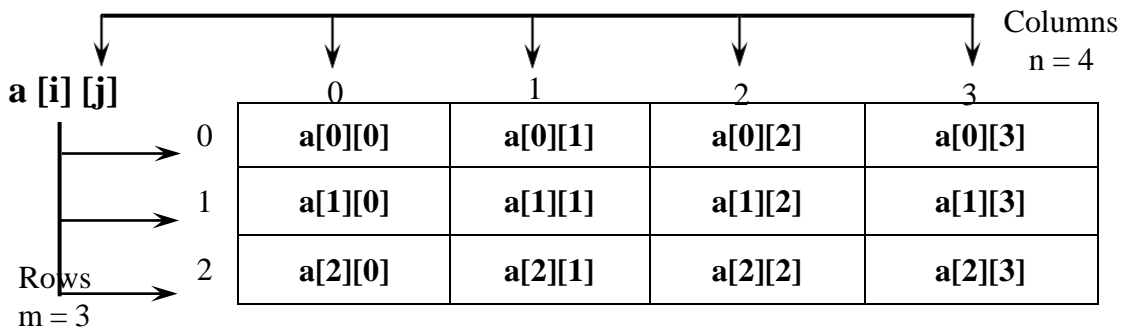 Columns
n = 4
a [i] [j]
0 1 2 3
0 a[0][0] a[0][1] a[0][2] a[0][3]
1 a[1][0] a[1][1] a[1][2] a[1][3]
2 a[2][0] a[2][1] a[2][2] a[2][3]
Rows
m = 3